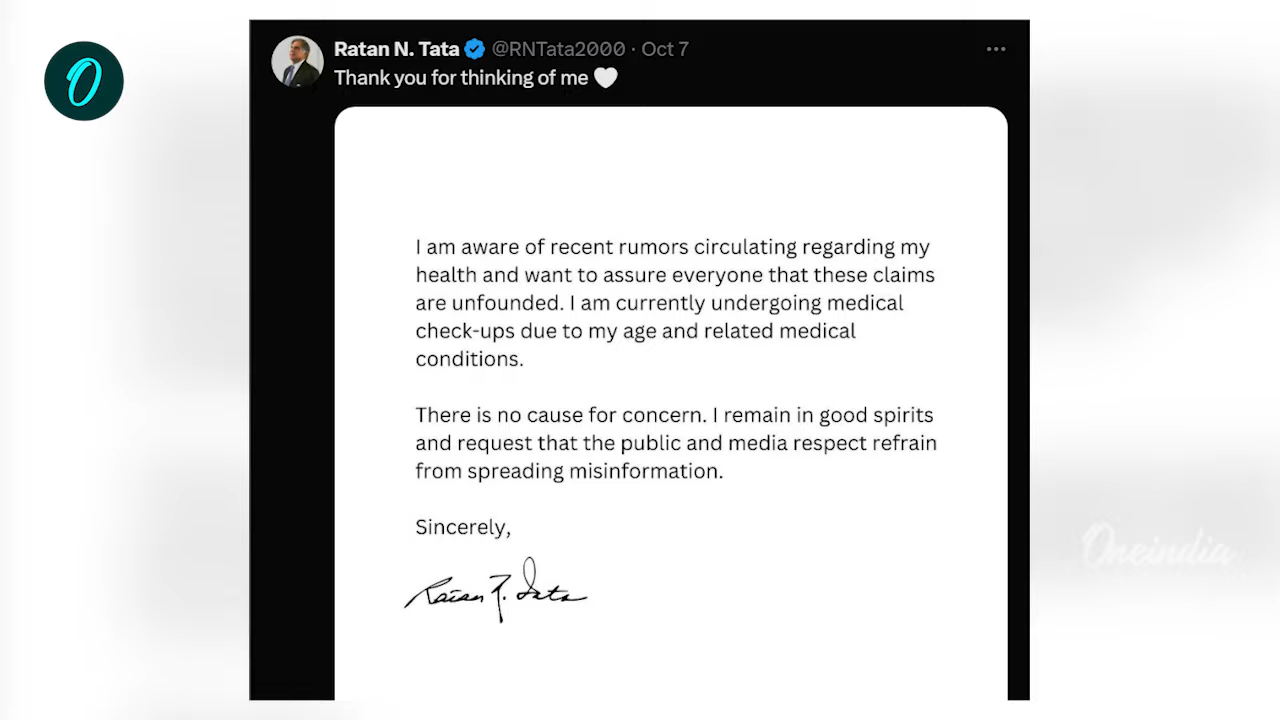 O
Ratan N. Tata @RNTata2000 · Oct 7
Thank you for thinking of me 🤍
I am aware of recent rumors circulating regarding my
health and want to assure everyone that these claims
are unfounded. I am currently undergoing medical
check-ups due to my age and related medical
conditions.
There is no cause for concern. I remain in good spirits
and request that the public and media respect refrain
from spreading misinformation.
Sincerely,
Ratan N. Tata
Oneindia